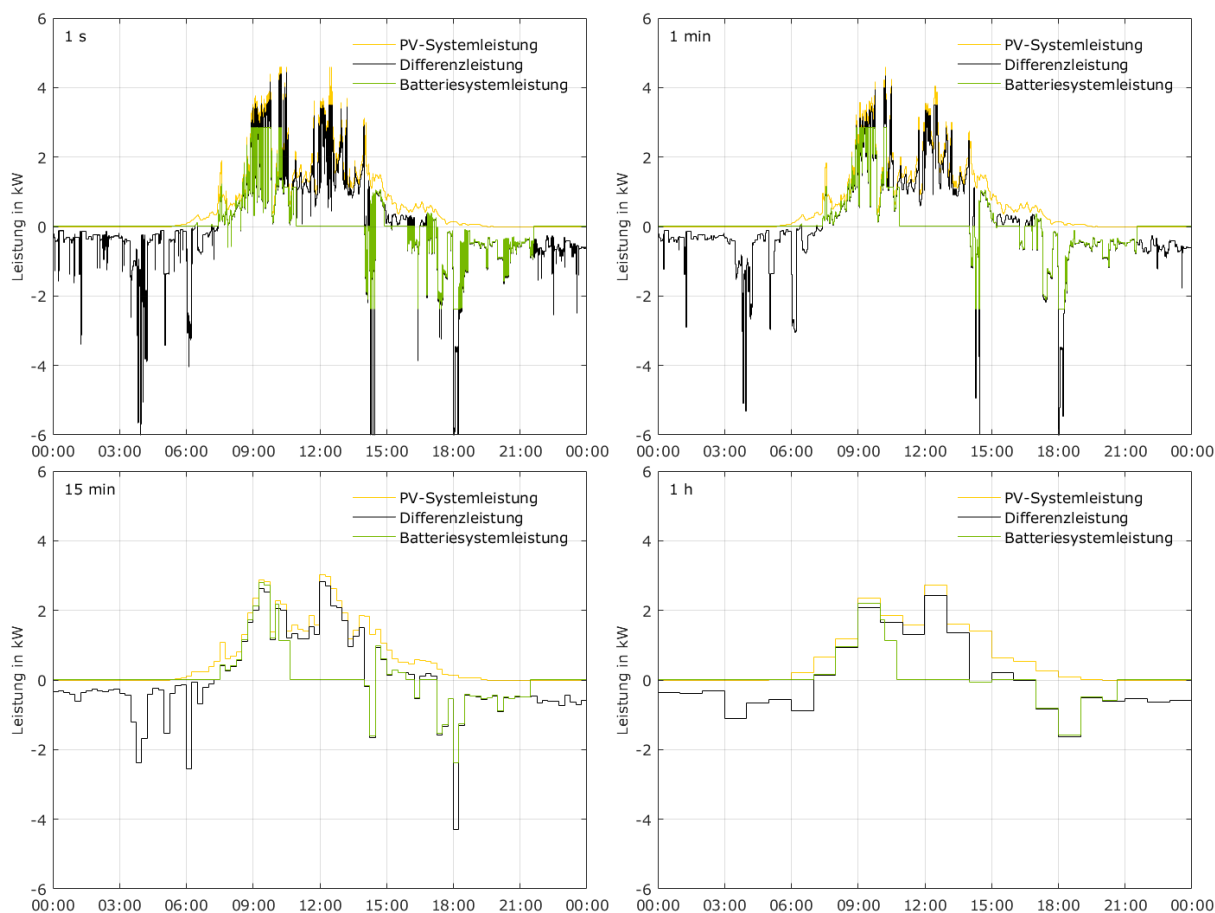 1 s
PV-Systemleistung
Differenzleistung
Batteriesystemleistung
Leistung in kW
6
4
2
0
-2
-4
-6
00:00 03:00 06:00 09:00 12:00 15:00 18:00 21:00 00:00
1 min
PV-Systemleistung
Differenzleistung
Batteriesystemleistung
Leistung in kW
6
4
2
0
-2
-4
-6
00:00 03:00 06:00 09:00 12:00 15:00 18:00 21:00 00:00
15 min
PV-Systemleistung
Differenzleistung
Batteriesystemleistung
Leistung in kW
6
4
2
0
-2
-4
-6
00:00 03:00 06:00 09:00 12:00 15:00 18:00 21:00 00:00
1 h
PV-Systemleistung
Differenzleistung
Batteriesystemleistung
Leistung in kW
6
4
2
0
-2
-4
-6
00:00 03:00 06:00 09:00 12:00 15:00 18:00 21:00 00:00